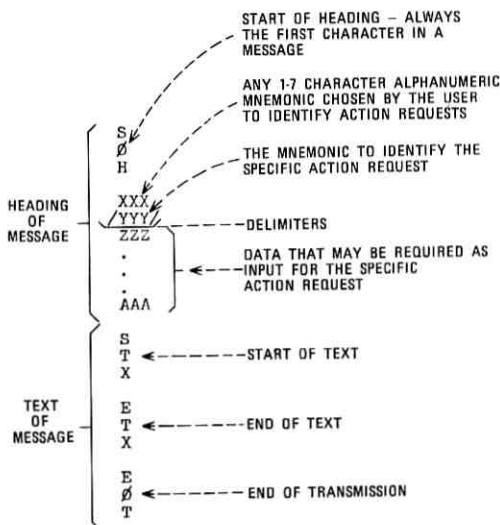 START OF HEADING – ALWAYS
THE FIRST CHARACTER IN A
MESSAGE
ANY 1-7 CHARACTER ALPHANUMERIC
MNEMONIC CHOSEN BY THE USER
TO IDENTIFY ACTION REQUESTS
S
Ø
H
THE MNEMONIC TO IDENTIFY THE
SPECIFIC ACTION REQUEST
HEADING
OF
MESSAGE
XXX
/YYY/
DELIMITERS
ZZZ
.
.
.
AAA
DATA THAT MAY BE REQUIRED AS
INPUT FOR THE SPECIFIC
ACTION REQUEST
TEXT
OF
MESSAGE
S
T
X
START OF TEXT
E
T
X
END OF TEXT
E
Ø
T
END OF TRANSMISSION